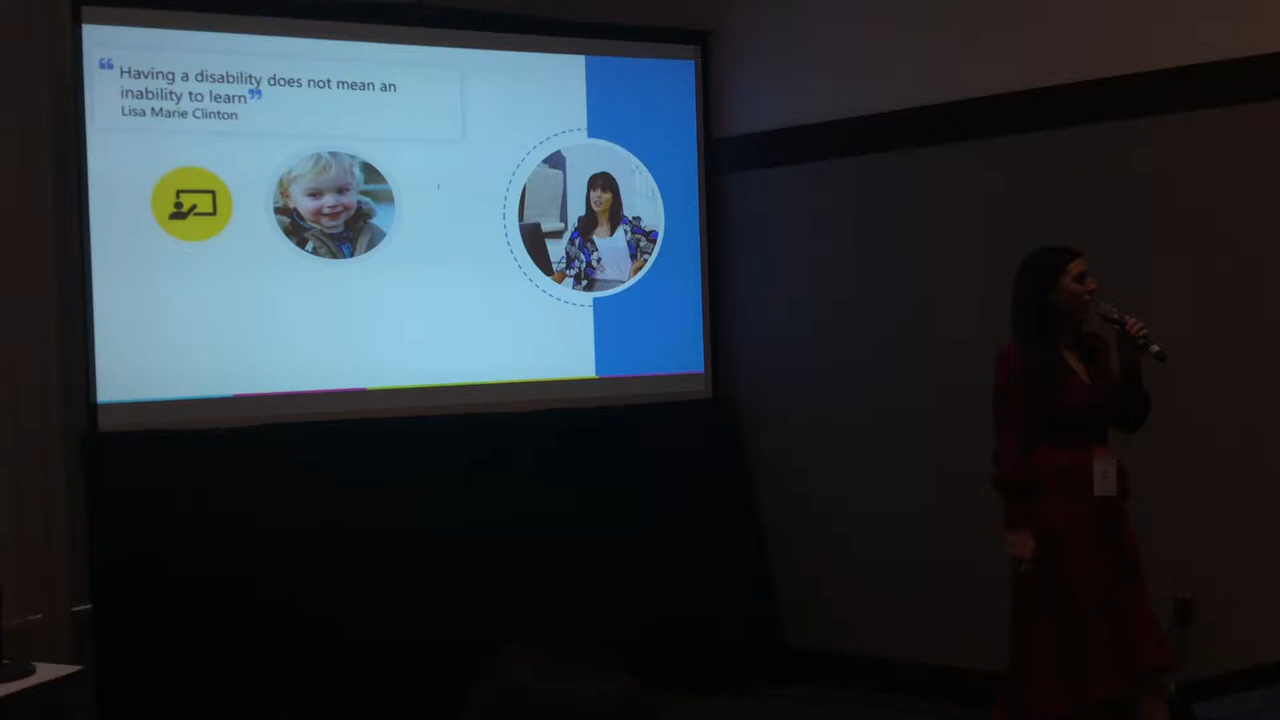 “ Having a disability does not mean an
inability to learn”
Lisa Marie Clinton